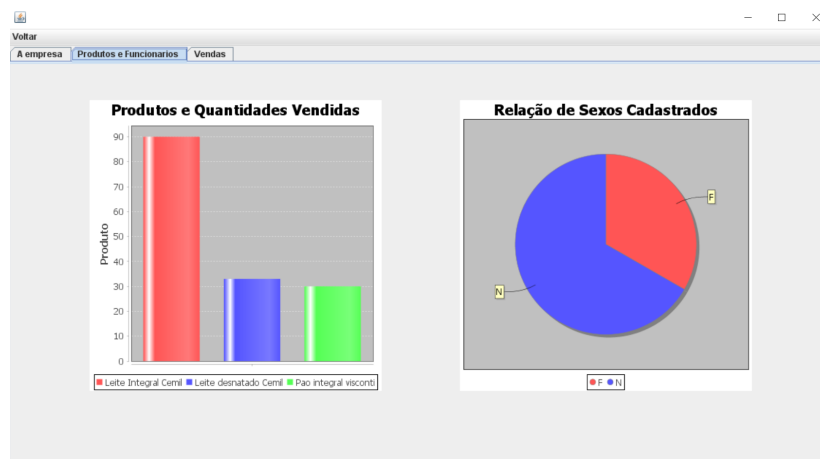 Voltar
A empresa Produtos e Funcionarios Vendas
Produtos e Quantidades Vendidas
90
80
70
60
50
40
30
20
10
0
Produto
Leite Integral Cemil Leite desnatado Cemil Pao integral visconti
Relação de Sexos Cadastrados
F
N
F N